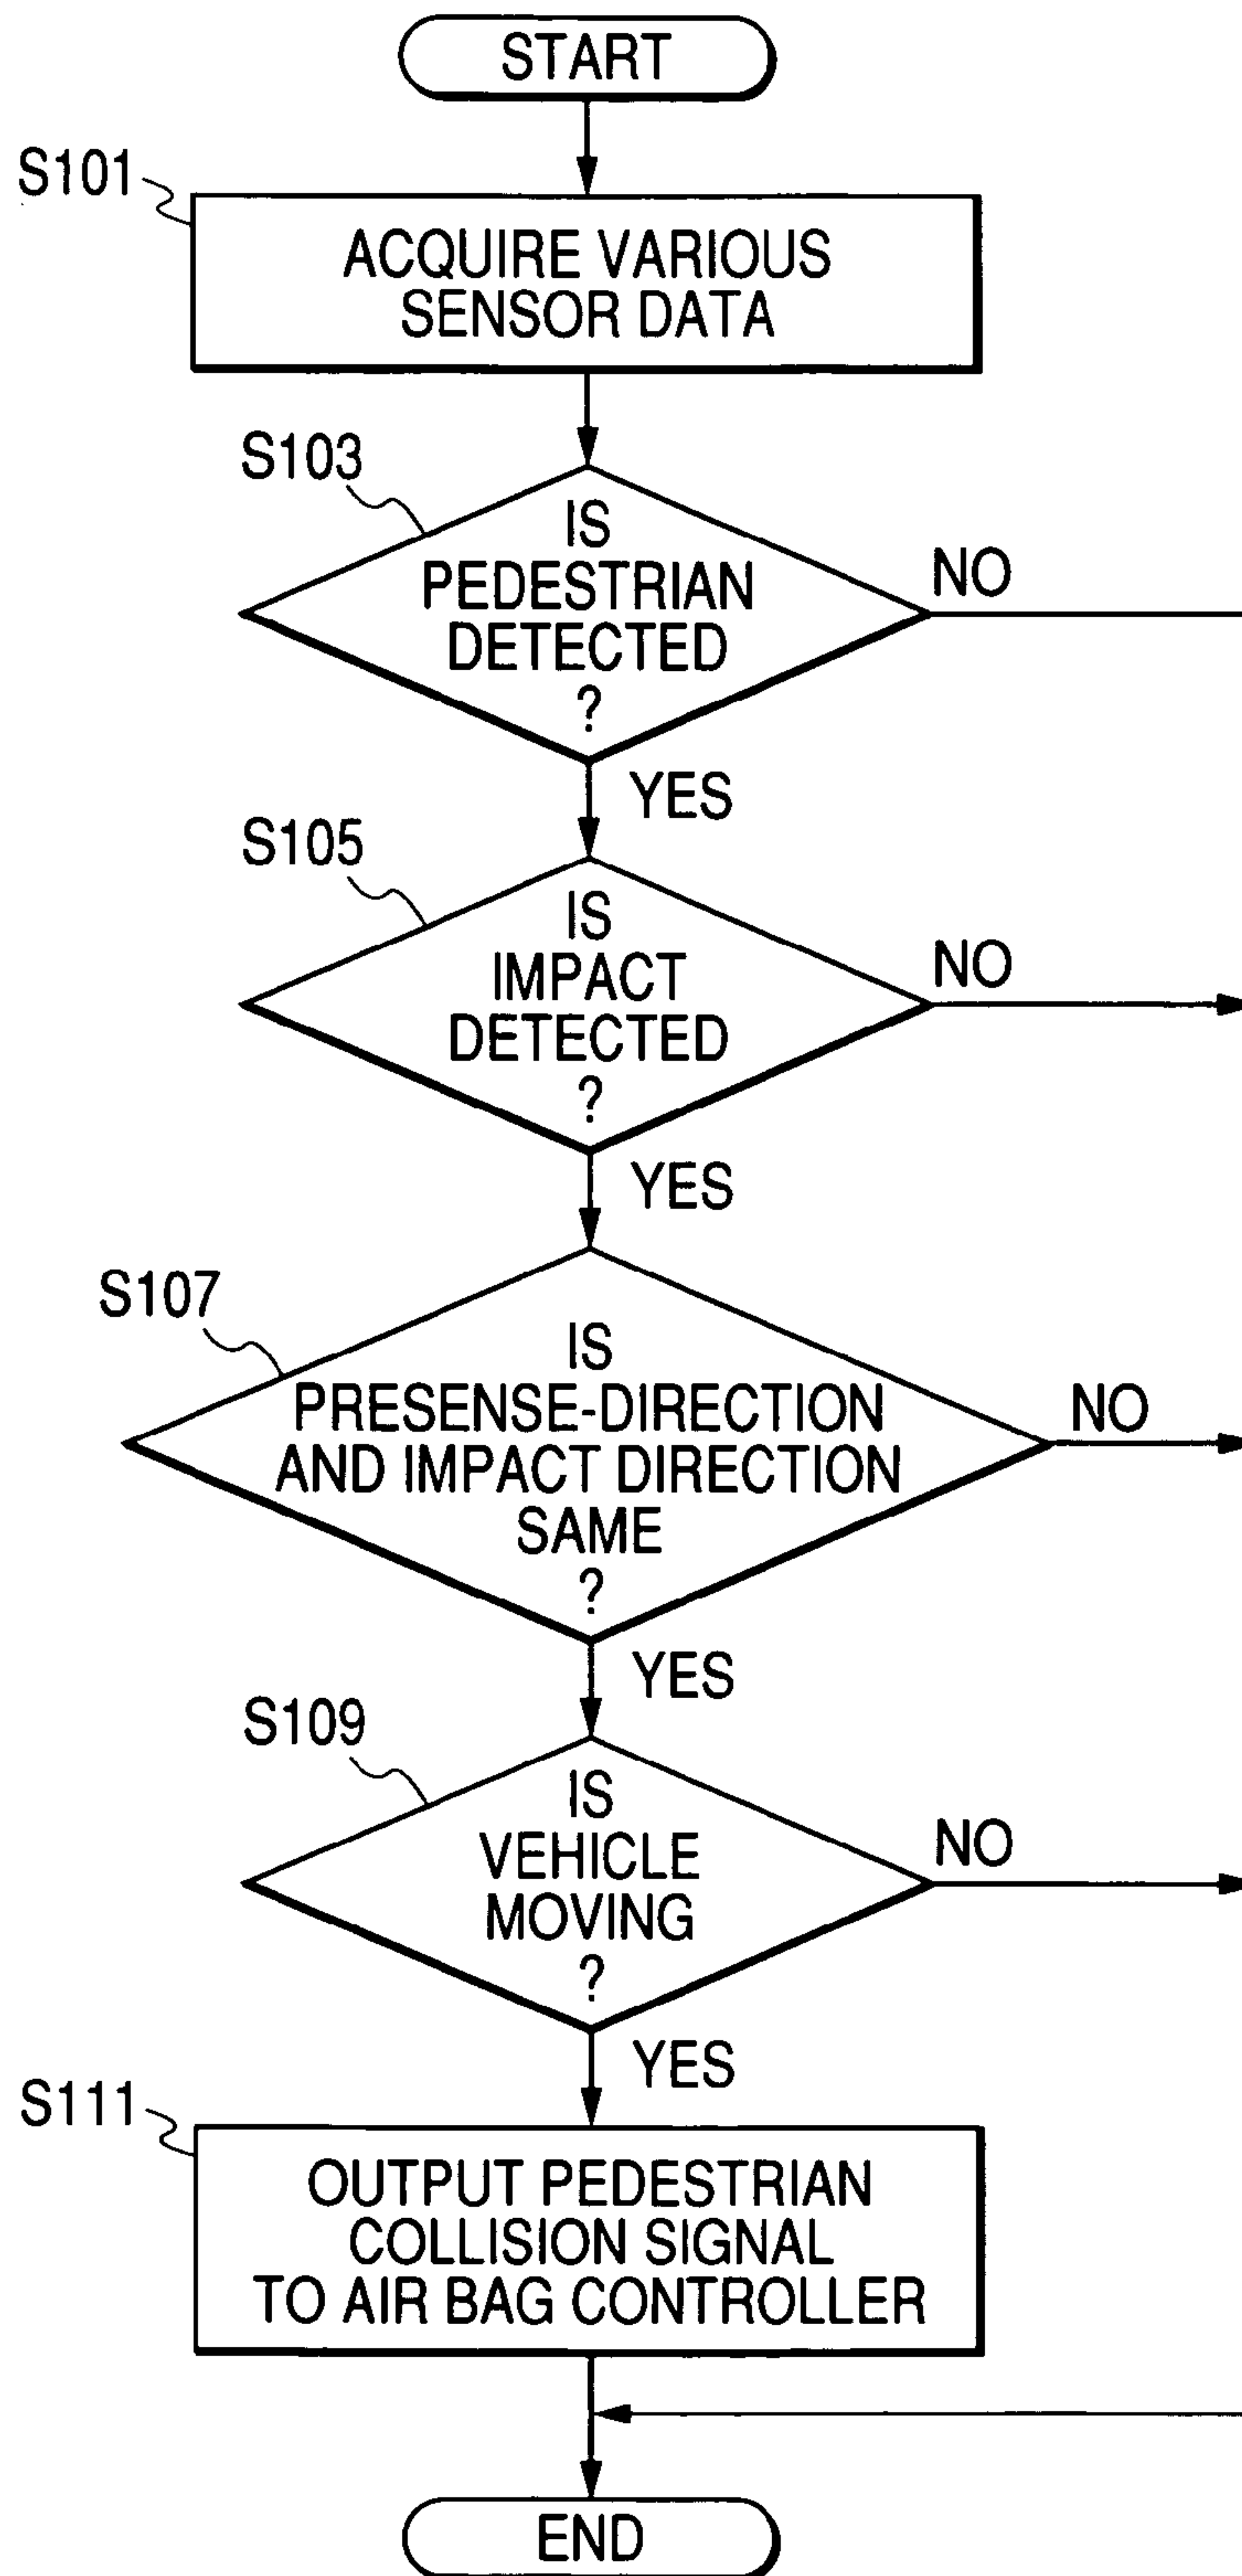 START
S101
ACQUIRE VARIOUS
SENSOR DATA
S103
IS
PEDESTRIAN
DETECTED
?
NO
YES
S105
IS
IMPACT
DETECTED
?
NO
YES
S107
IS
PRESENSE-DIRECTION
AND IMPACT DIRECTION
SAME
?
NO
YES
S109
IS
VEHICLE
MOVING
?
NO
YES
S111
OUTPUT PEDESTRIAN
COLLISION SIGNAL
TO AIR BAG CONTROLLER
END